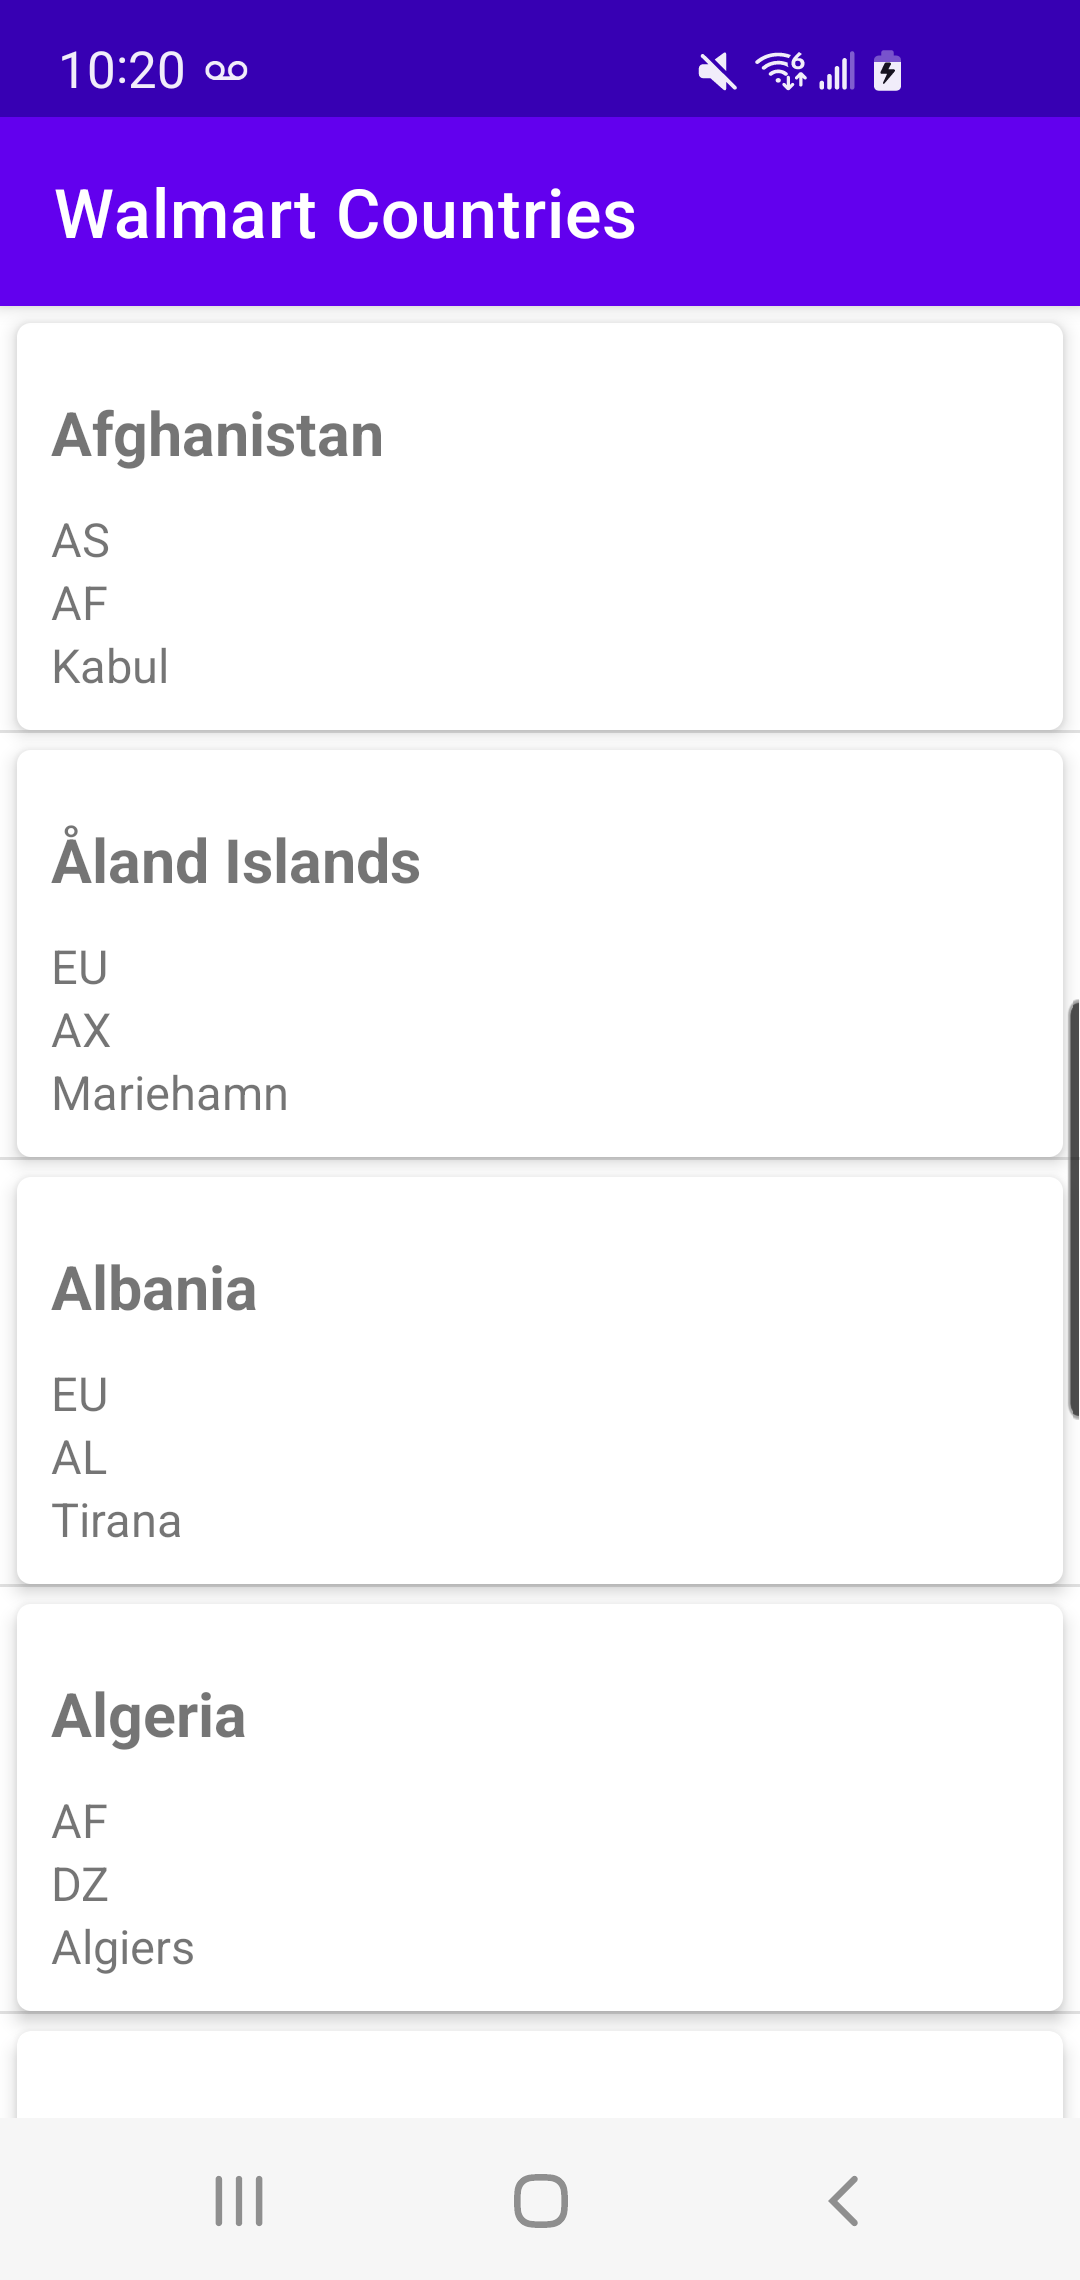 10:20
Walmart Countries
Afghanistan
AS
AF
Kabul
Åland Islands
EU
AX
Mariehamn
Albania
EU
AL
Tirana
Algeria
AF
DZ
Algiers